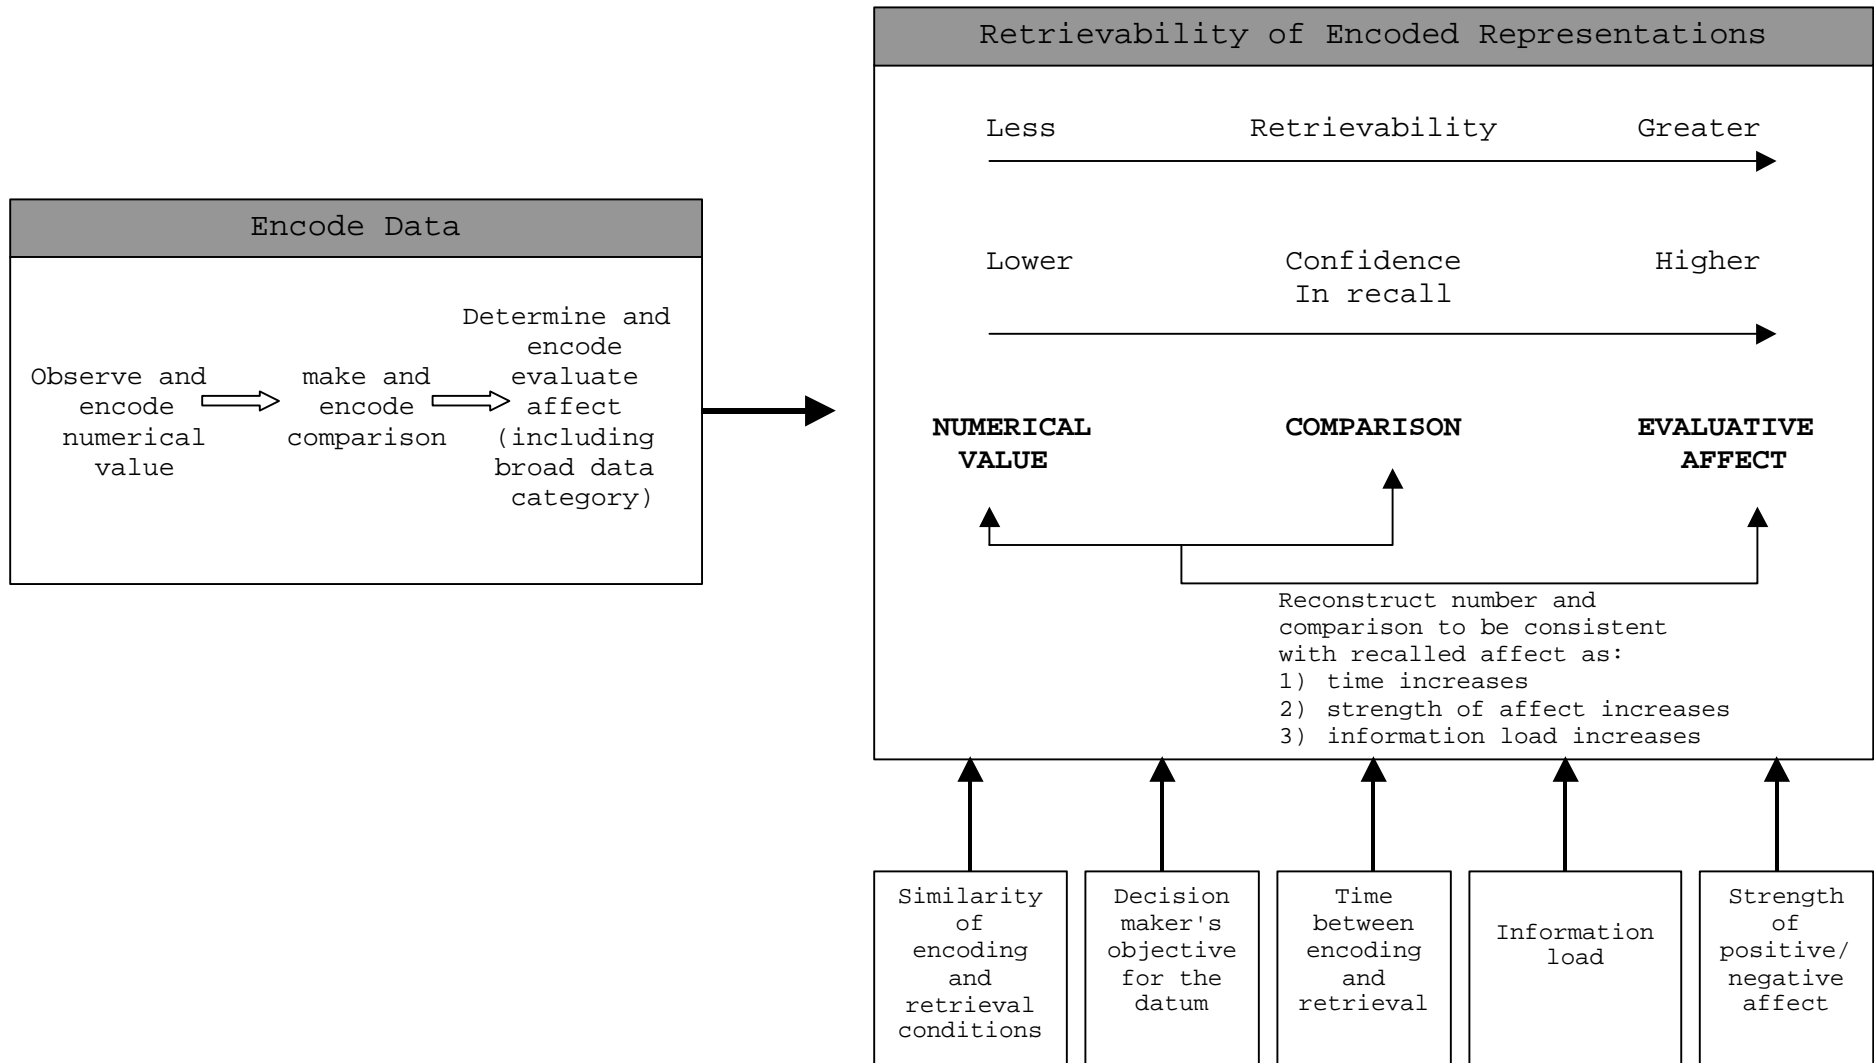 Encode Data
Observe and
encode
numerical
value
make and
encode
comparison
Determine and
encode
evaluate
affect
(including
broad data
category)
Retrievability of Encoded Representations
Less Retrievability Greater
Lower Confidence Higher
In recall
NUMERICAL
VALUE
COMPARISON
EVALUATIVE
AFFECT
Reconstruct number and
comparison to be consistent
with recalled affect as:
1) time increases
2) strength of affect increases
3) information load increases
Similarity
of
encoding
and
retrieval
conditions
Decision
maker's
objective
for the
datum
Time
between
encoding
and
retrieval
Information
load
Strength
of
positive/
negative
affect